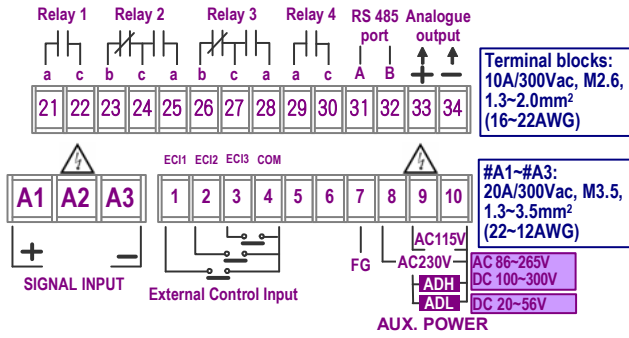 Relay 1 Relay 2 Relay 3 Relay 4 RS 485 port Analogue output
a c b c a b c a a c A B + −
21 22 23 24 25 26 27 28 29 30 31 32 33 34
Terminal blocks:
10A/300Vac, M2.6,
1.3~2.0mm²
(16~22AWG)
ECI1 ECI2 ECI3 COM
A1 A2 A3
1 2 3 4 5 6 7 8 9 10
#A1~#A3:
20A/300Vac, M3.5,
1.3~3.5mm²
(22~12AWG)
+ −
SIGNAL INPUT
External Control Input
FG
AC115V
AC230V
ADH
ADL
AC 86~265V
DC 100~300V
DC 20~56V
AUX. POWER